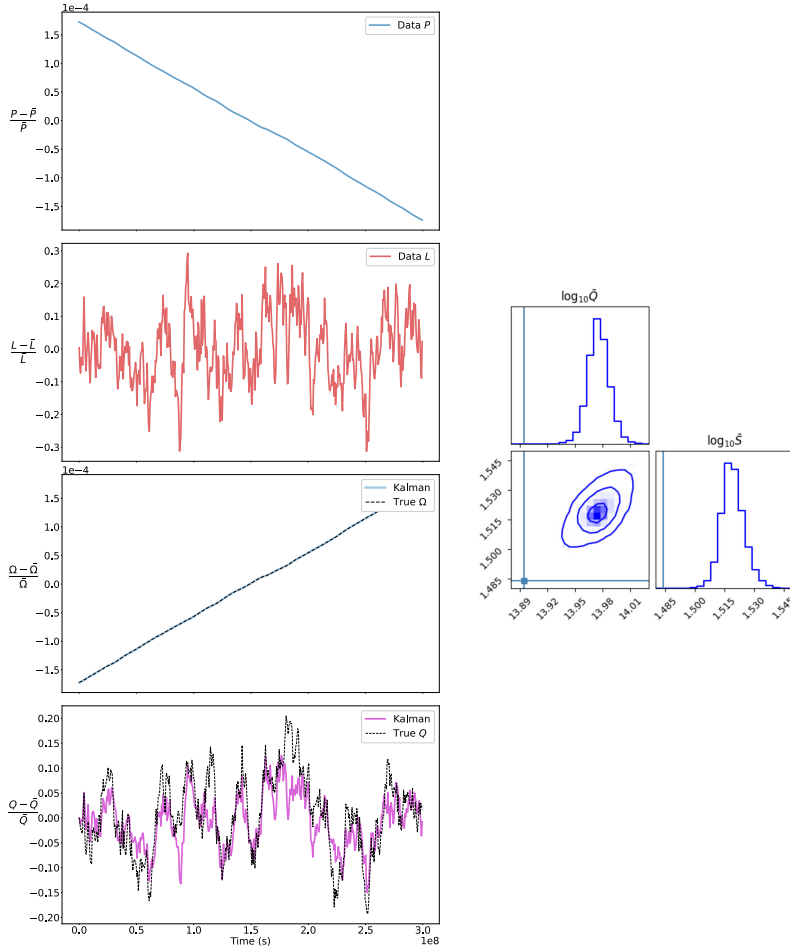 1e−4
Data P
1.5
1.0
0.5
0.0
−0.5
−1.0
−1.5
P − P̄
P̄
Data L
0.3
0.2
0.1
0.0
−0.1
−0.2
−0.3
L − L̄
L̄
1e−4
Kalman
True Ω
1.5
1.0
0.5
0.0
−0.5
−1.0
−1.5
Ω − Ω̄
Ω̄
Kalman
True Q
0.20
0.15
0.10
0.05
0.00
−0.05
−0.10
−0.15
−0.20
Q − Q̄
Q̄
0.0 0.5 1.0 1.5 2.0 2.5 3.0
Time (s)
1e8
log₁₀Q̄
log₁₀S̄
1.545
1.530
1.515
1.500
1.485
13.89 13.92 13.95 13.98 14.01
1.485 1.500 1.515 1.530 1.545